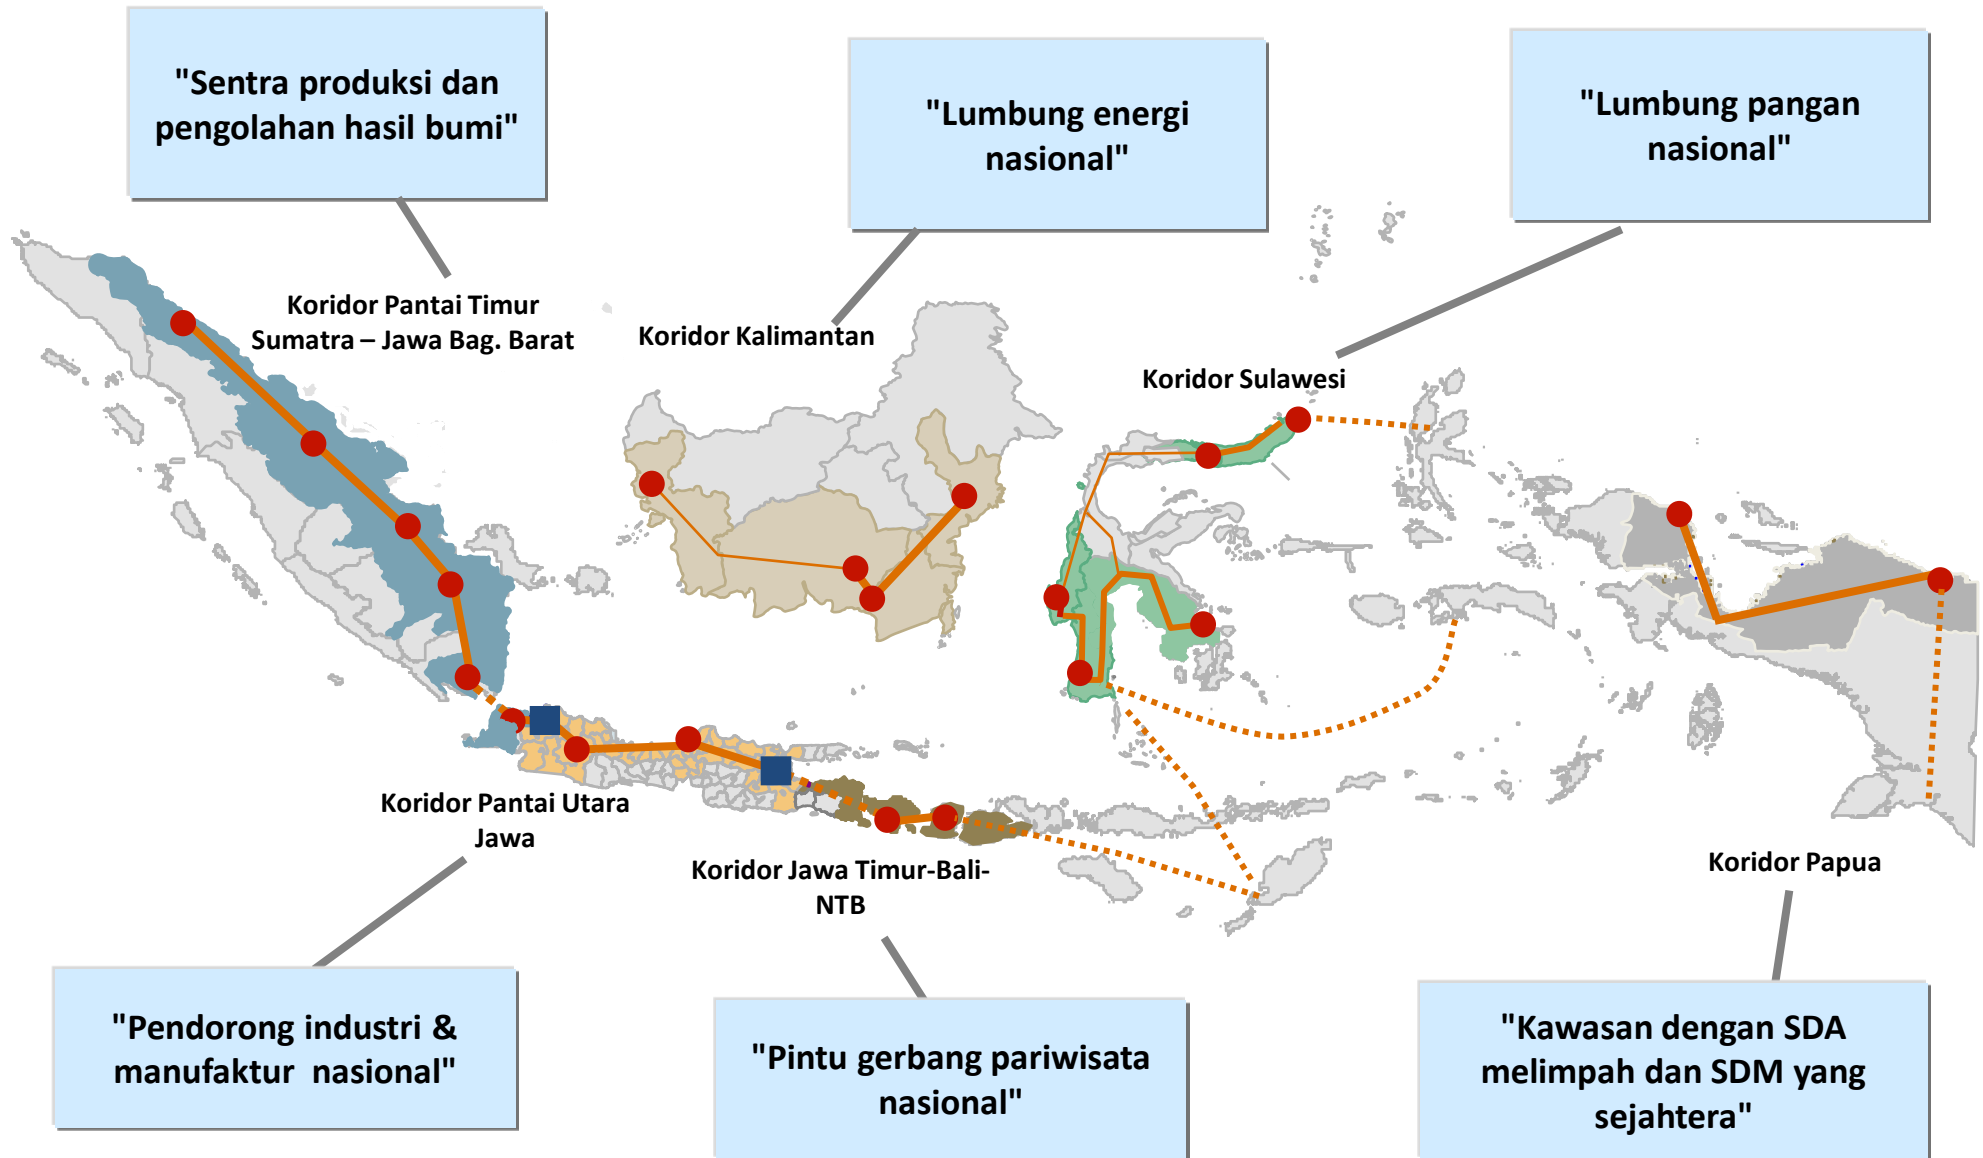 "Sentra produksi dan
pengolahan hasil bumi"
"Lumbung energi
nasional"
"Lumbung pangan
nasional"
Koridor Pantai Timur
Sumatra – Jawa Bag. Barat
Koridor Kalimantan
Koridor Sulawesi
Koridor Pantai Utara
Jawa
Koridor Jawa Timur-Bali-
NTB
Koridor Papua
"Pendorong industri &
manufaktur nasional"
"Pintu gerbang pariwisata
nasional"
"Kawasan dengan SDA
melimpah dan SDM yang
sejahtera"